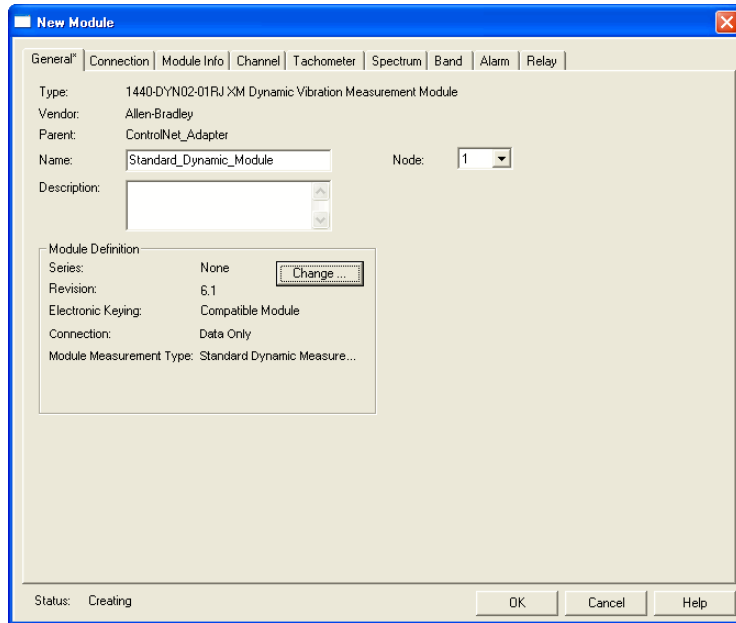 New Module
General* Connection Module Info Channel Tachometer Spectrum Band Alarm Relay
Type: 1440-DYN02-01RJ XM Dynamic Vibration Measurement Module
Vendor: Allen-Bradley
Parent: ControlNet_Adapter
Name: Standard_Dynamic_Module Node: 1
Description:
Module Definition
Series: None Change ...
Revision: 6.1
Electronic Keying: Compatible Module
Connection: Data Only
Module Measurement Type: Standard Dynamic Measure...
Status: Creating OK Cancel Help